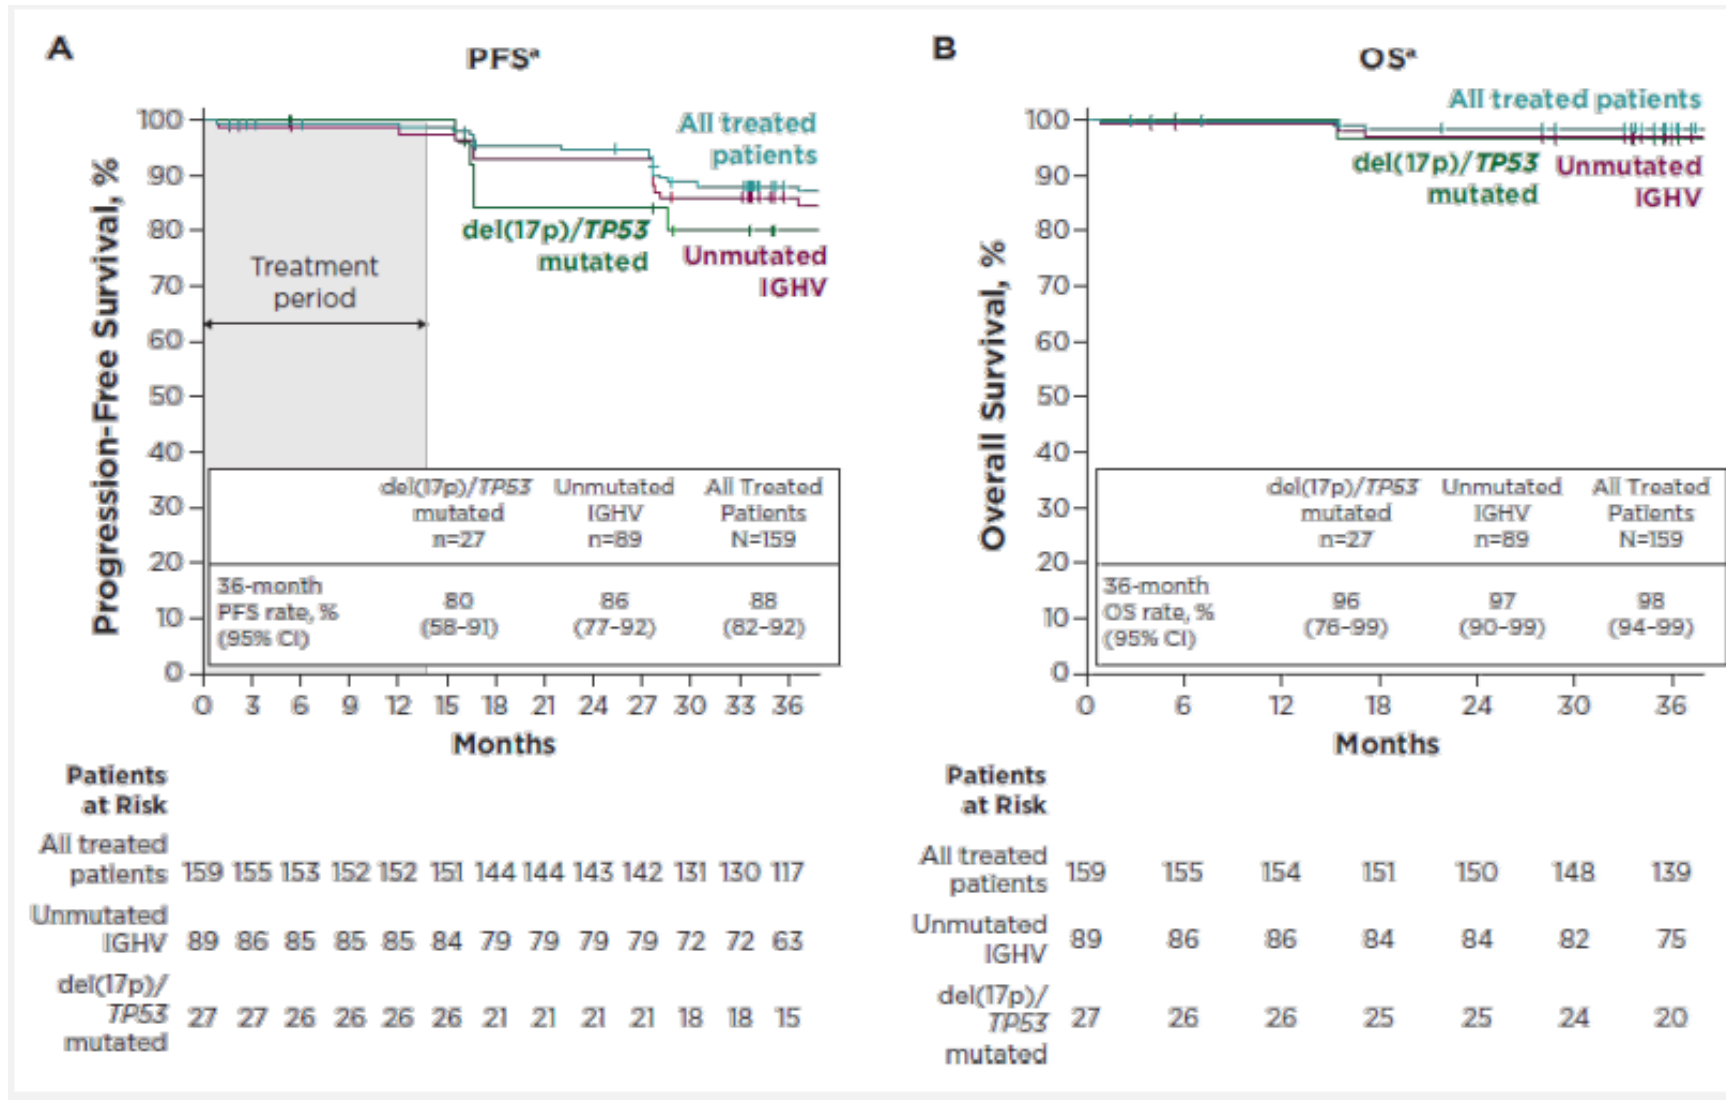 A
PFSª
100
90
80
70
60
50
40
30
20
10
0
Progression-Free Survival, %
All treated
patients
del(17p)/TP53
mutated
Unmutated
IGHV
Treatment
period
del(17p)/TP53 Unmutated All Treated
mutated IGHV Patients
n=27 n=89 N=159
36-month
PFS rate, %
(95% CI)
80 86 88
(58–91) (77–92) (82–92)
0 3 6 9 12 15 18 21 24 27 30 33 36
Months
Patients
at Risk
All treated
patients 159 155 153 152 152 151 144 144 143 142 131 130 117
Unmutated
IGHV 89 86 85 85 85 84 79 79 79 79 72 72 63
del(17p)/
TP53 27 27 26 26 26 26 21 21 21 21 18 18 15
mutated
B
OSª
100
90
80
70
60
50
40
30
20
10
0
Overall Survival, %
All treated patients
del(17p)/TP53
mutated
Unmutated
IGHV
del(17p)/TP53 Unmutated All Treated
mutated IGHV Patients
n=27 n=89 N=159
36-month
OS rate, %
(95% CI)
96 97 98
(76–99) (90–99) (94–99)
0 6 12 18 24 30 36
Months
Patients
at Risk
All treated
patients 159 155 154 151 150 148 139
Unmutated
IGHV 89 86 86 84 84 82 75
del(17p)/
TP53 27 26 26 25 25 24 20
mutated